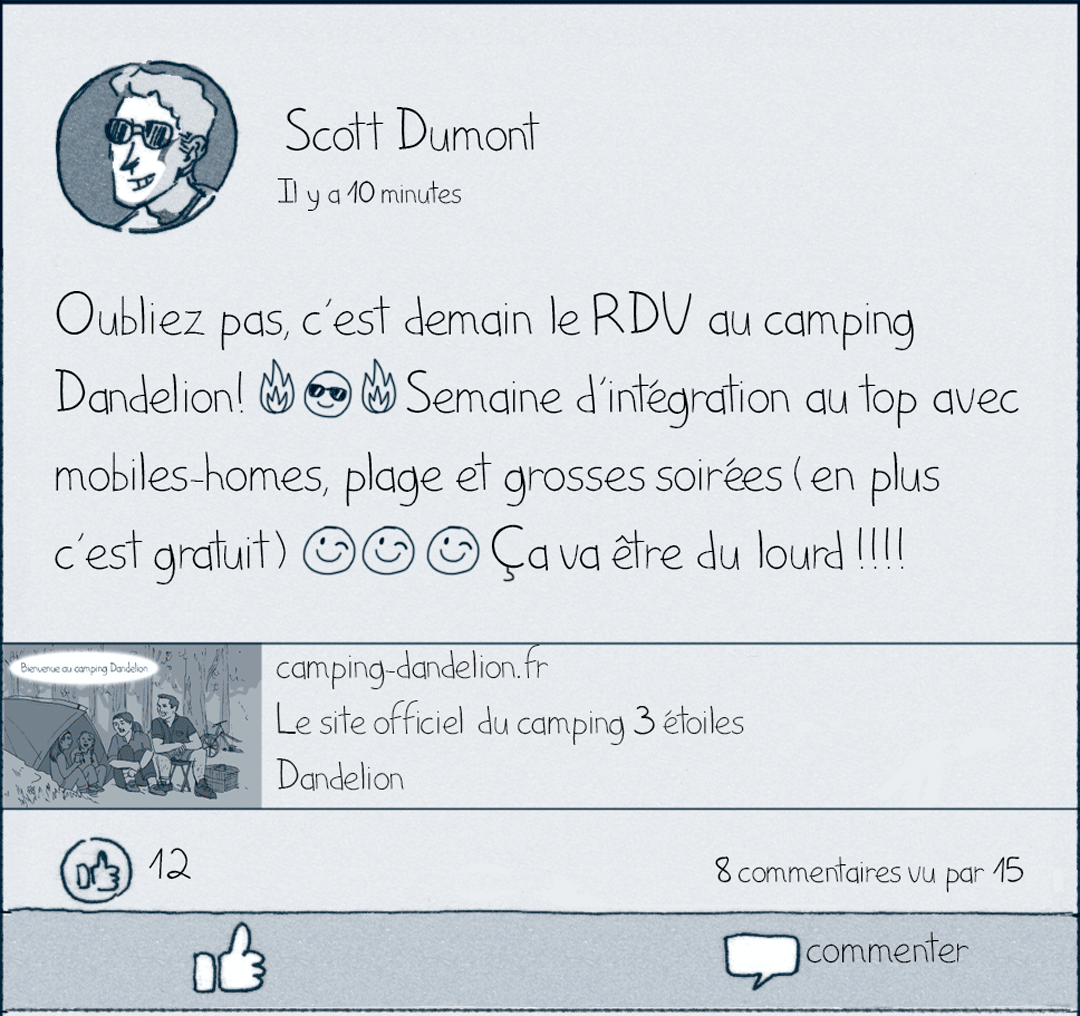 Scott Dumont
Il y a 10 minutes
Oubliez pas, c'est demain le RDV au camping
Dandelion! 🔥😎🔥 Semaine d'intégration au top avec
mobiles-homes, plage et grosses soirées (en plus
c'est gratuit) 😉😉😉 Ça va être du lourd !!!!
Bienvenue au camping Dandelion
camping-dandelion.fr
Le site officiel du camping 3 étoiles
Dandelion
12
8 commentaires vu par 15
commenter